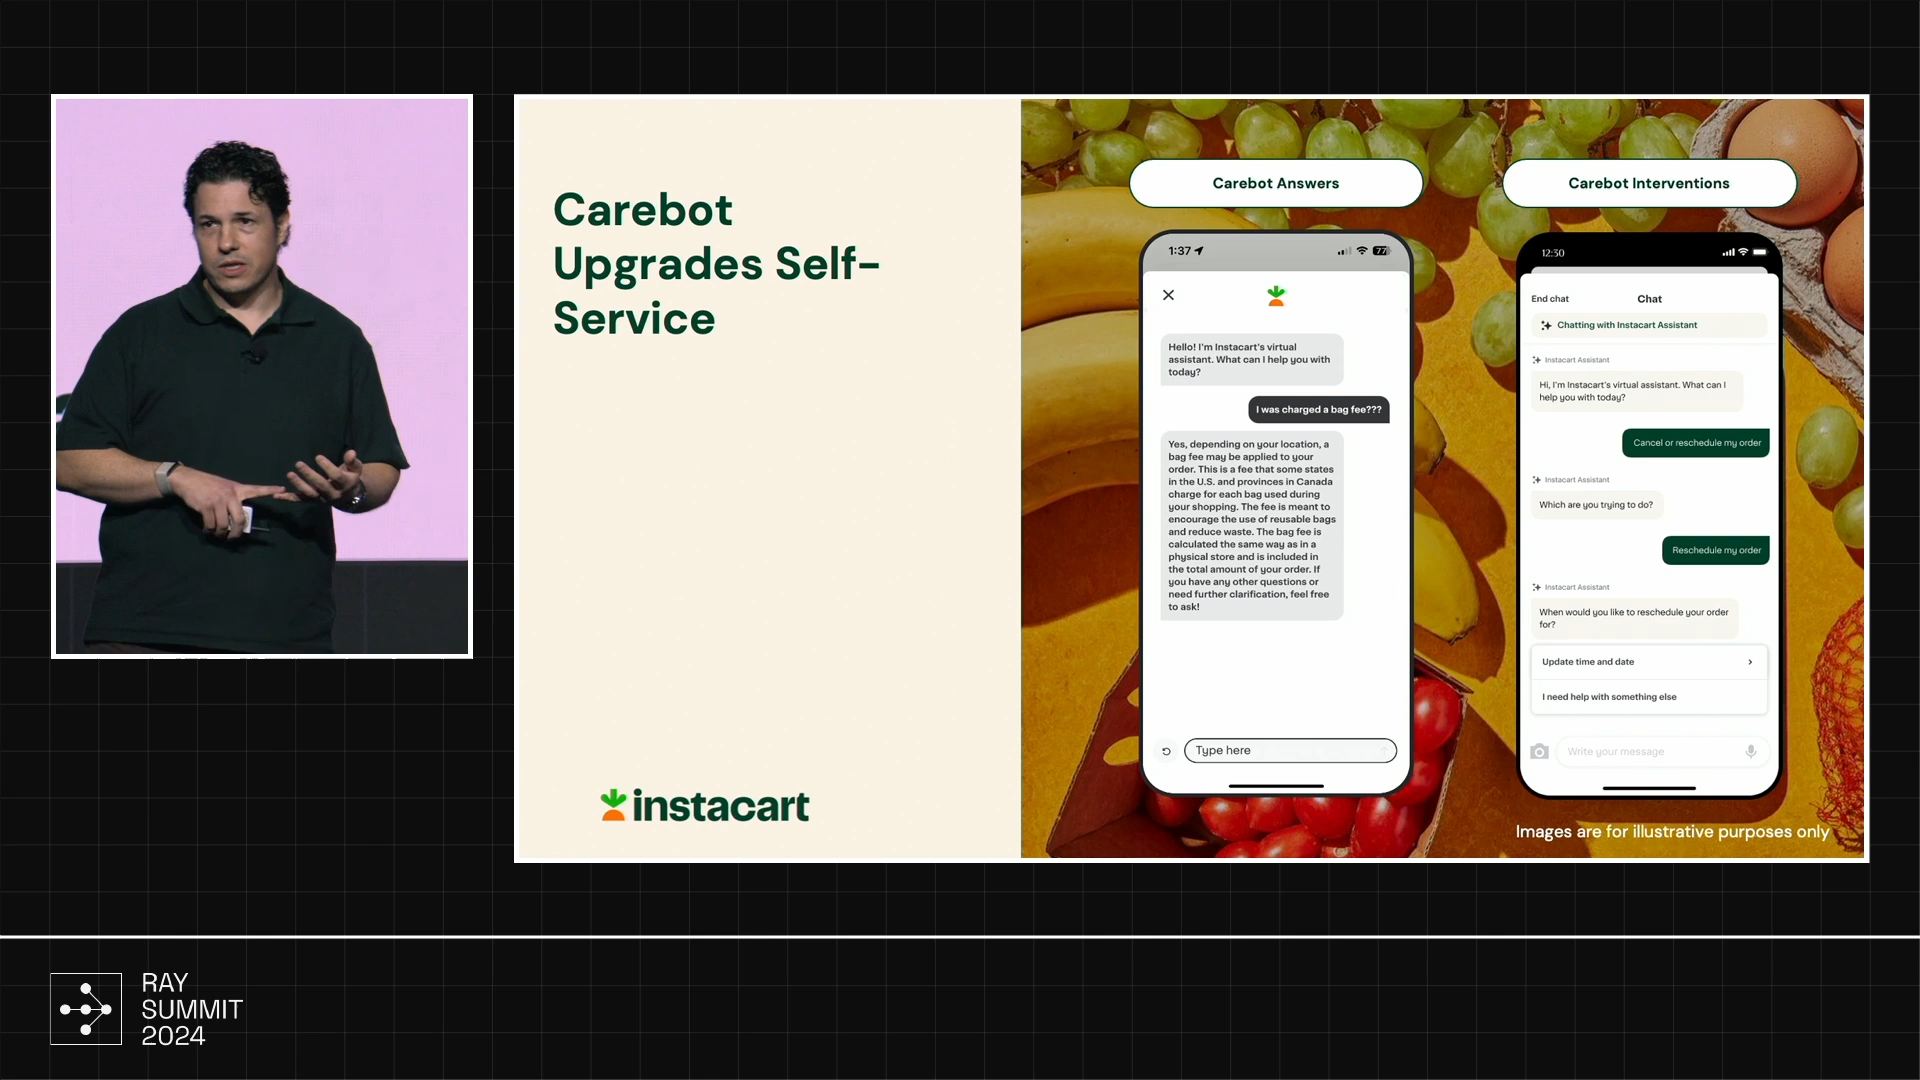 Carebot
Upgrades Self-
Service
instacart
Carebot Answers
1:37
77
Hello! I'm Instacart's virtual
assistant. What can I help you with
today?
I was charged a bag fee???
Yes, depending on your location, a
bag fee may be applied to your
order. This is a fee that some states
in the U.S. and provinces in Canada
charge for each bag used during
your shopping. The fee is meant to
encourage the use of reusable bags
and reduce waste. The bag fee is
calculated the same way as in a
physical store and is included in
the total amount of your order. If
you have any other questions or
need further clarification, feel free
to ask!
Type here
Carebot Interventions
12:30
End chat
Chat
Chatting with Instacart Assistant
Instacart Assistant
Hi, I'm Instacart's virtual assistant. What can I
help you with today?
Cancel or reschedule my order
Instacart Assistant
Which are you trying to do?
Reschedule my order
Instacart Assistant
When would you like to reschedule your order
for?
Update time and date
I need help with something else
Write your message
Images are for illustrative purposes only
RAY
SUMMIT
2024